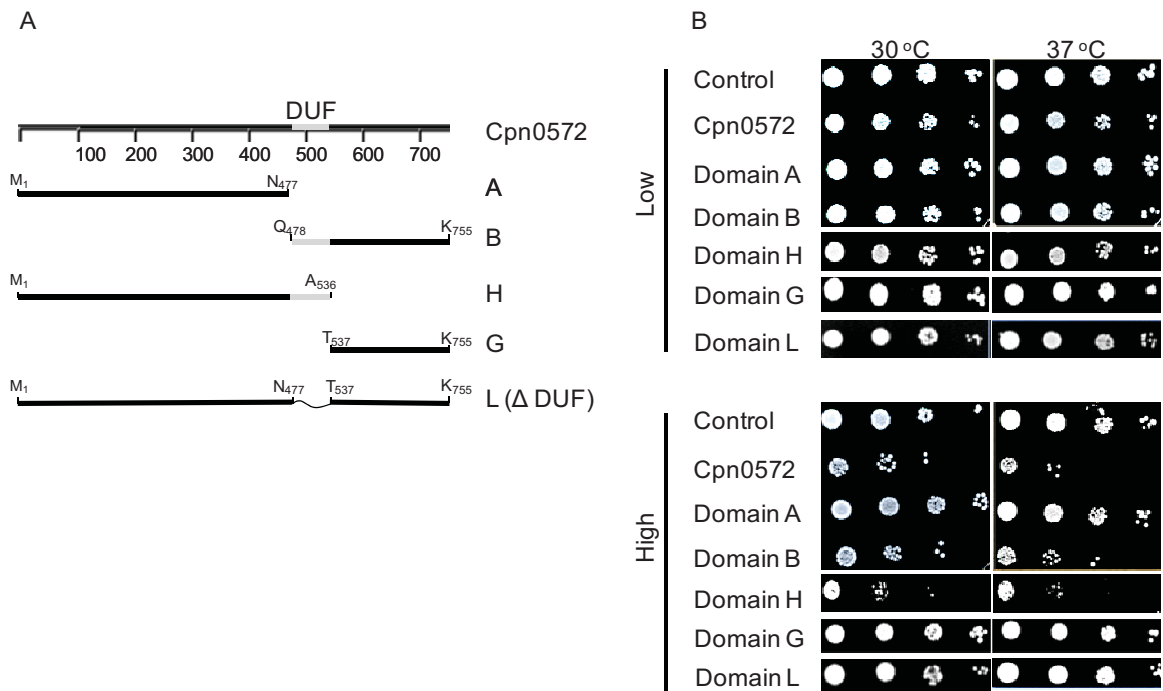 A
DUF
Cpn0572
100 200 300 400 500 600 700
M1 N477 A
Q478 K755 B
M1 A536 H
T537 K755 G
M1 N477 T537 K755 L (Δ DUF)
B
30 °C 37 °C
Low
Control
Cpn0572
Domain A
Domain B
Domain H
Domain G
Domain L
High
Control
Cpn0572
Domain A
Domain B
Domain H
Domain G
Domain L